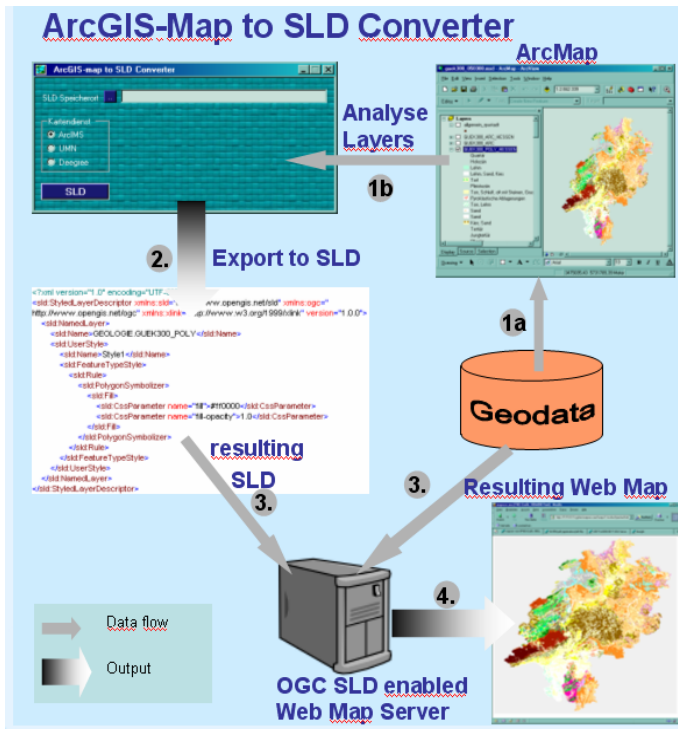 ArcGIS-Map to SLD Converter
ArcMap
ArcGIS-map to SLD Converter
SLD Speicherort
Kartendienst
ArcIMS
UMN
Deegree
SLD
Analyse
Layers
1b
Layers
2.
Export to SLD
<?xml version="1.0" encoding="UTF-
<sld:StyledLayerDescriptor xmlns:sld=
www.opengis.net/sld" xmlns:ogc="
http://www.opengis.net/ogc" xmlns:xlink=
www.w3.org/1999/xlink" version="1.0.0">
<sld:NamedLayer>
<sld:Name>GEOLOGIE.GUEK300_POLY</sld:Name>
<sld:UserStyle>
<sld:Name>Style1</sld:Name>
<sld:FeatureTypeStyle>
<sld:Rule>
<sld:PolygonSymbolizer>
<sld:Fill>
<sld:CssParameter name="fill">#ff0000</sld:CssParameter>
<sld:CssParameter name="fill-opacity">1.0</sld:CssParameter>
</sld:Fill>
</sld:PolygonSymbolizer>
</sld:Rule>
</sld:FeatureTypeStyle>
</sld:UserStyle>
</sld:NamedLayer>
</sld:StyledLayerDescriptor>
1a
Geodata
resulting
SLD
3.
3.
Resulting Web Map
4.
Data flow
Output
OGC SLD enabled
Web Map Server